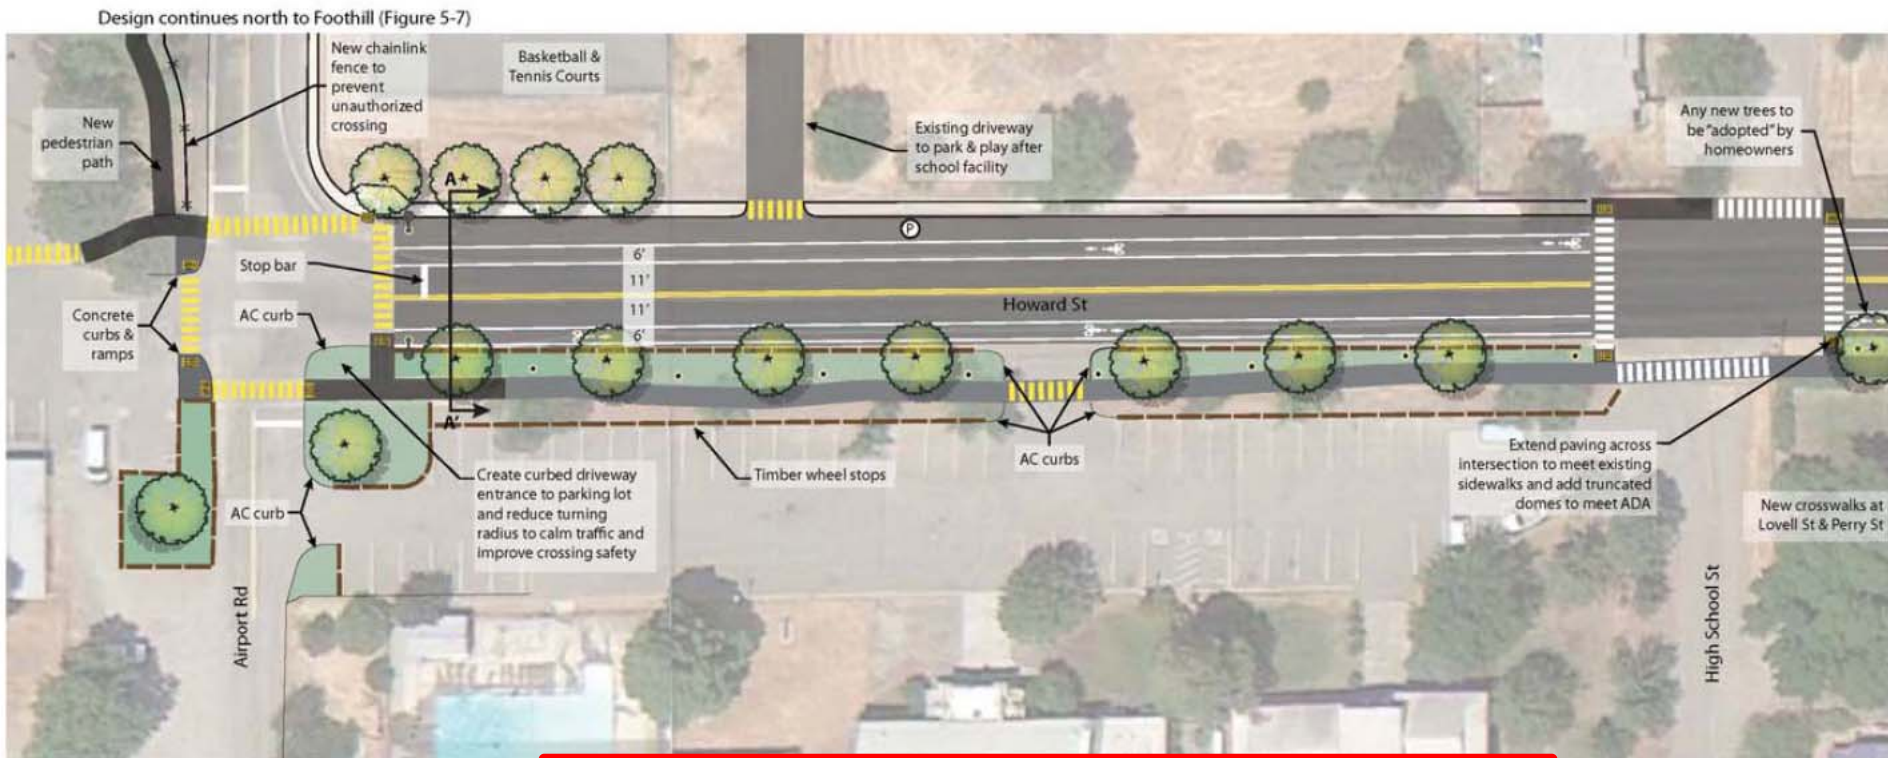 Design continues north to Foothill (Figure 5-7)
New chainlink
fence to
prevent
unauthorized
crossing
Basketball &
Tennis Courts
New
pedestrian
path
Existing driveway
to park & play after
school facility
Any new trees to
be "adopted" by
homeowners
A
P
Stop bar
6'
11'
11'
6'
Howard St
Concrete
curbs &
ramps
AC curb
A'
AC curbs
Timber wheel stops
Create curbed driveway
entrance to parking lot
and reduce turning
radius to calm traffic and
improve crossing safety
AC curb
Extend paving across
intersection to meet existing
sidewalks and add truncated
domes to meet ADA
New crosswalks at
Lovell St & Perry St
Airport Rd
High School St